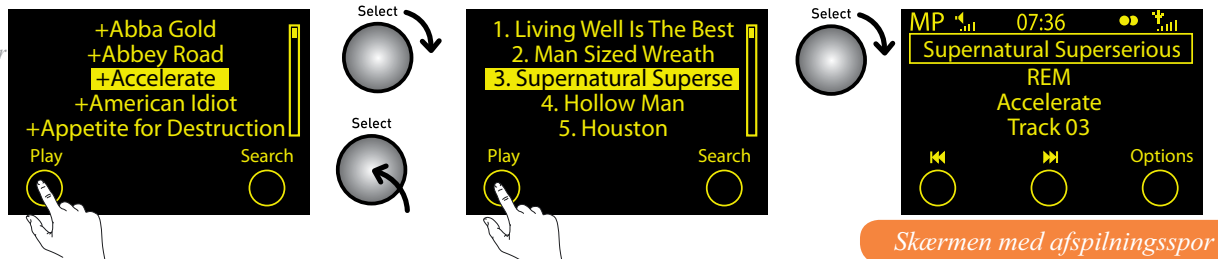 +Abba Gold
+Abbey Road
+Accelerate
+American Idiot
+Appetite for Destruction
Play Search
Select
Select
1. Living Well Is The Best
2. Man Sized Wreath
3. Supernatural Superse
4. Hollow Man
5. Houston
Play Search
Select
MP 07:36
Supernatural Superserious
REM
Accelerate
Track 03
Options
Skærmen med afspilningsspor